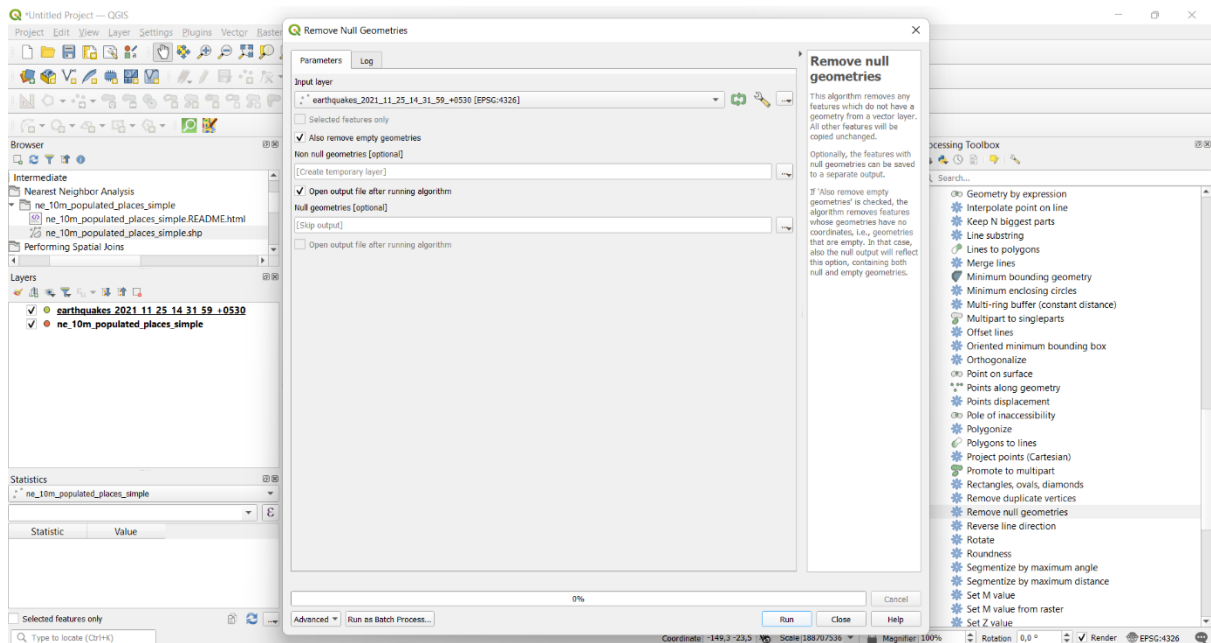 *Untitled Project — QGIS
Project Edit View Layer Settings Plugins Vector Raster
Browser
Intermediate
Nearest Neighbor Analysis
ne_10m_populated_places_simple
ne_10m_populated_places_simple.README.html
ne_10m_populated_places_simple.shp
Performing Spatial Joins
Layers
earthquakes_2021_11_25_14_31_59_+0530
ne_10m_populated_places_simple
Statistics
ne_10m_populated_places_simple
ε
Statistic Value
Selected features only
Type to locate (Ctrl+K)
Remove Null Geometries
Parameters Log
Input layer
earthquakes_2021_11_25_14_31_59_+0530 [EPSG:4326]
Selected features only
Also remove empty geometries
Non null geometries [optional]
[Create temporary layer]
Open output file after running algorithm
Null geometries [optional]
[Skip output]
Open output file after running algorithm
0%
Cancel
Advanced Run as Batch Process...
Run Close Help
Remove null
geometries
This algorithm removes any
features which do not have a
geometry from a vector layer.
All other features will be
copied unchanged.
Optionally, the features with
null geometries can be saved
to a separate output.
If 'Also remove empty
geometries' is checked, the
algorithm removes features
whose geometries have no
coordinates, i.e., geometries
that are empty. In that case,
also the null output will reflect
this option, containing both
null and empty geometries.
ocessing Toolbox
Search...
Geometry by expression
Interpolate point on line
Keep N biggest parts
Line substring
Lines to polygons
Merge lines
Minimum bounding geometry
Minimum enclosing circles
Multi-ring buffer (constant distance)
Multipart to singleparts
Offset lines
Oriented minimum bounding box
Orthogonalize
Point on surface
Points along geometry
Points displacement
Pole of inaccessibility
Polygonize
Polygons to lines
Project points (Cartesian)
Promote to multipart
Rectangles, ovals, diamonds
Remove duplicate vertices
Remove null geometries
Reverse line direction
Rotate
Roundness
Segmentize by maximum angle
Segmentize by maximum distance
Set M value
Set M value from raster
Set Z value
Coordinate -149,3 -23,5 Scale 188707536 Magnifier 100% Rotation 0,0 ° Render EPSG:4326